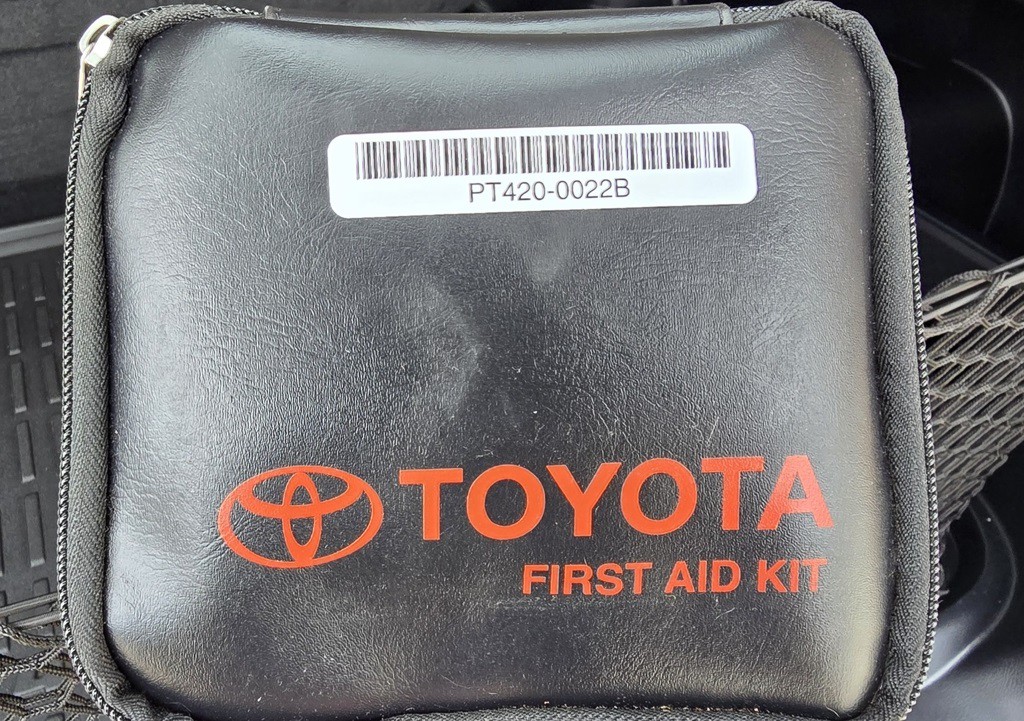 PT420-0022B
TOYOTA
FIRST AID KIT